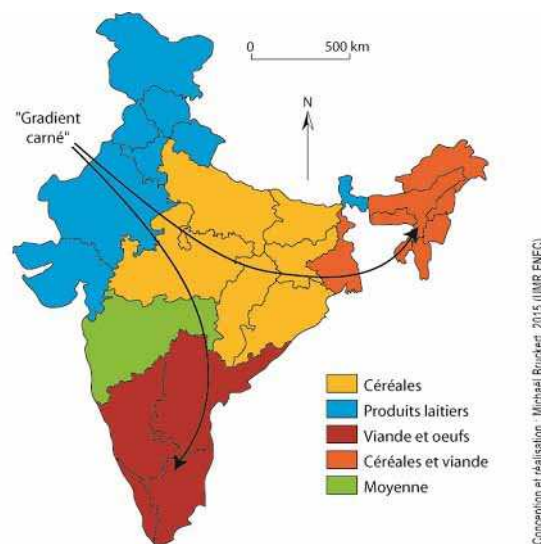 0
500 km
"Gradient
carné"
N
Céréales
Produits laitiers
Viande et oeufs
Céréales et viande
Moyenne
Conception et réalisation : Michaël Bruckert, 2015 (UMR ENEC)